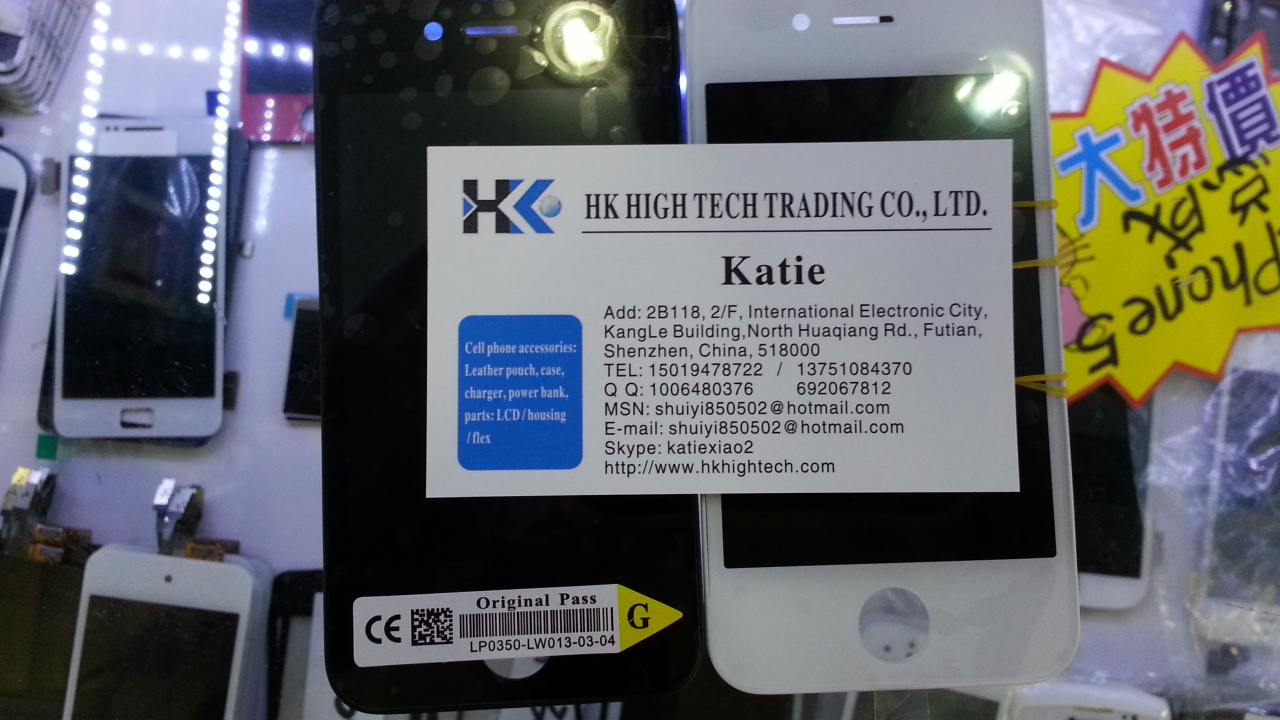 HK
HK HIGH TECH TRADING CO., LTD.
Katie
Add: 2B118, 2/F, International Electronic City,
KangLe Building,North Huaqiang Rd., Futian,
Shenzhen, China, 518000
TEL: 15019478722 / 13751084370
Q Q: 1006480376 692067812
MSN: shuiyi850502@hotmail.com
E-mail: shuiyi850502@hotmail.com
Skype: katiexiao2
http://www.hkhightech.com
Cell phone accessories:
Leather pouch, case,
charger, power bank,
parts: LCD / housing
/ flex
CE
Original Pass
LP0350-LW013-03-04
G
大特價
iPhone5